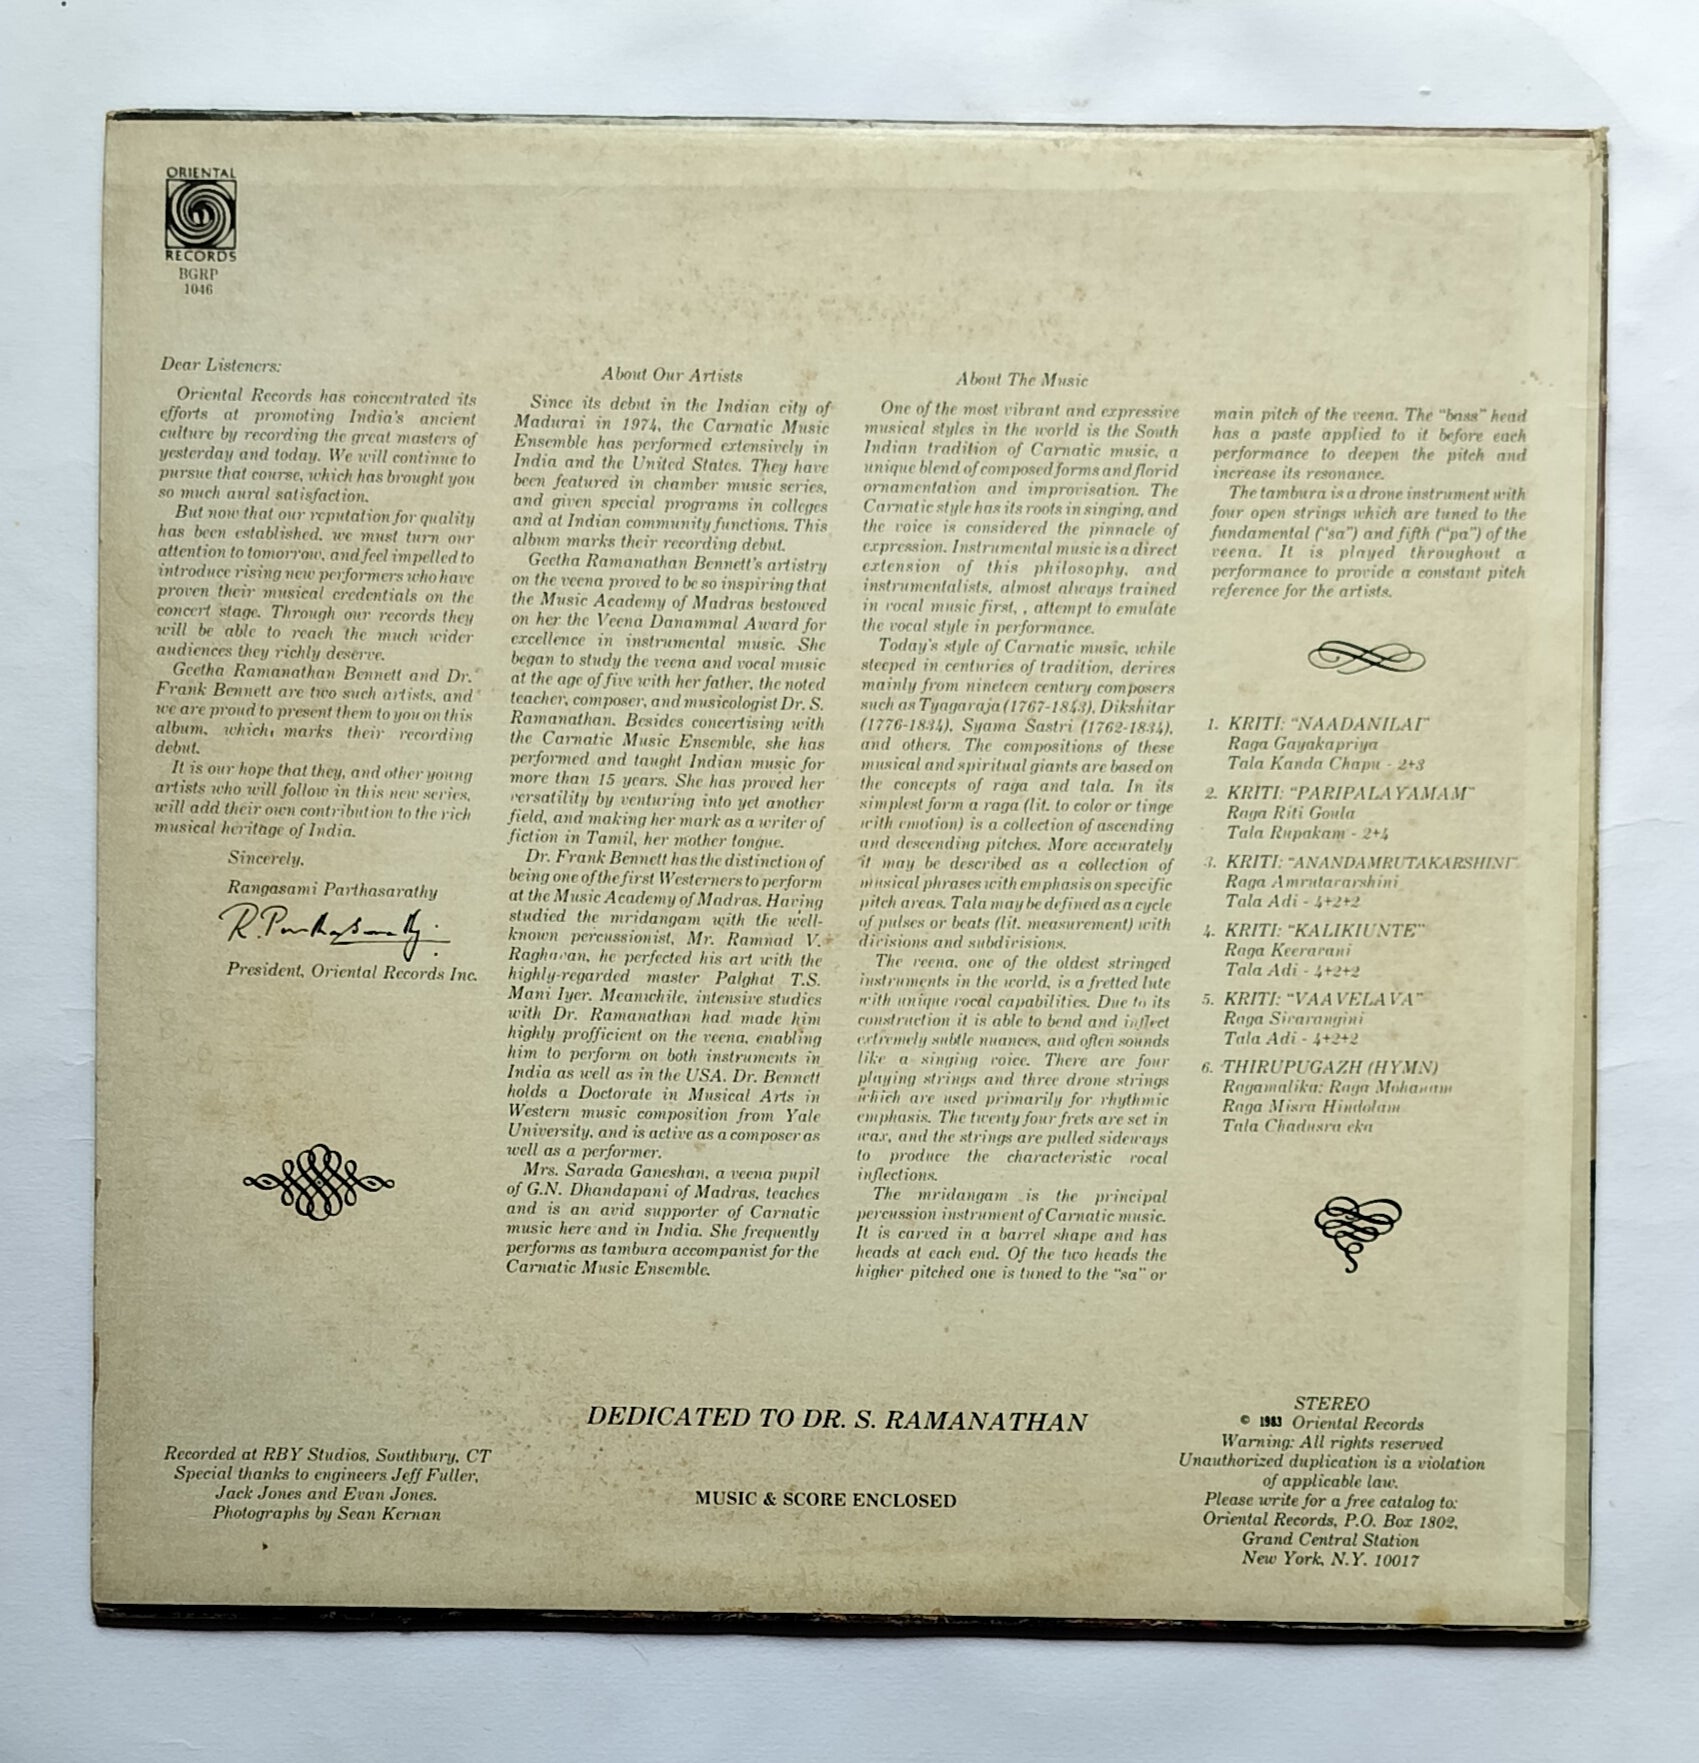 ORIENTAL
RECORDS
BGRP
1046
Dear Listeners:
Oriental Records has concentrated its
efforts at promoting India's ancient
culture by recording the great masters of
yesterday and today. We will continue to
pursue that course, which has brought you
so much aural satisfaction.
But now that our reputation for quality
has been established, we must turn our
attention to tomorrow, and feel impelled to
introduce rising new performers who have
proven their musical credentials on the
concert stage. Through our records they
will be able to reach the much wider
audiences they richly deserve.
Geetha Ramanathan Bennett and Dr.
Frank Bennett are two such artists, and
we are proud to present them to you on this
album, which, marks their recording
debut.
It is our hope that they, and other young
artists who will follow in this new series,
will add their own contribution to the rich
musical heritage of India.
Sincerely,
Rangasami Parthasarathy
R. Parthasarathy
President, Oriental Records Inc.
About Our Artists
Since its debut in the Indian city of
Madurai in 1974, the Carnatic Music
Ensemble has performed extensively in
India and the United States. They have
been featured in chamber music series,
and given special programs in colleges
and at Indian community functions. This
album marks their recording debut.
Geetha Ramanathan Bennett's artistry
on the veena proved to be so inspiring that
the Music Academy of Madras bestowed
on her the Veena Danammal Award for
excellence in instrumental music. She
began to study the veena and vocal music
at the age of five with her father, the noted
teacher, composer, and musicologist Dr. S.
Ramanathan. Besides concertising with
the Carnatic Music Ensemble, she has
performed and taught Indian music for
more than 15 years. She has proved her
versatility by venturing into yet another
field, and making her mark as a writer of
fiction in Tamil, her mother tongue.
Dr. Frank Bennett has the distinction of
being one of the first Westerners to perform
at the Music Academy of Madras. Having
studied the mridangam with the well-
known percussionist, Mr. Ramnad V.
Raghavan, he perfected his art with the
highly-regarded master Palghat T.S.
Mani Iyer. Meanwhile, intensive studies
with Dr. Ramanathan had made him
highly profficient on the veena, enabling
him to perform on both instruments in
India as well as in the USA. Dr. Bennett
holds a Doctorate in Musical Arts in
Western music composition from Yale
University, and is active as a composer as
well as a performer.
Mrs. Sarada Ganeshan, a veena pupil
of G.N. Dhandapani of Madras, teaches
and is an avid supporter of Carnatic
music here and in India. She frequently
performs as tambura accompanist for the
Carnatic Music Ensemble.
About The Music
One of the most vibrant and expressive
musical styles in the world is the South
Indian tradition of Carnatic music, a
unique blend of composed forms and florid
ornamentation and improvisation. The
Carnatic style has its roots in singing, and
the voice is considered the pinnacle of
expression. Instrumental music is a direct
extension of this philosophy, and
instrumentalists, almost always trained
in vocal music first, , attempt to emulate
the vocal style in performance.
Today's style of Carnatic music, while
steeped in centuries of tradition, derives
mainly from nineteen century composers
such as Tyagaraja (1767-1843), Dikshitar
(1776-1834), Syama Sastri (1762-1834),
and others. The compositions of these
musical and spiritual giants are based on
the concepts of raga and tala. In its
simplest form a raga (lit. to color or tinge
with emotion) is a collection of ascending
and descending pitches. More accurately
it may be described as a collection of
musical phrases with emphasis on specific
pitch areas. Tala may be defined as a cycle
of pulses or beats (lit. measurement) with
divisions and subdivisions.
The veena, one of the oldest stringed
instruments in the world, is a fretted lute
with unique vocal capabilities. Due to its
construction it is able to bend and inflect
extremely subtle nuances, and often sounds
like a singing voice. There are four
playing strings and three drone strings
which are used primarily for rhythmic
emphasis. The twenty four frets are set in
wax, and the strings are pulled sideways
to produce the characteristic vocal
inflections.
The mridangam is the principal
percussion instrument of Carnatic music.
It is carved in a barrel shape and has
heads at each end. Of the two heads the
higher pitched one is tuned to the "sa" or
main pitch of the veena. The "bass" head
has a paste applied to it before each
performance to deepen the pitch and
increase its resonance.
The tambura is a drone instrument with
four open strings which are tuned to the
fundamental ("sa") and fifth ("pa") of the
veena. It is played throughout a
performance to provide a constant pitch
reference for the artists.
1. KRITI: "NAADANILAI"
Raga Gayakapriya
Tala Kanda Chapu - 2+3
2. KRITI: "PARIPALAYAMAM"
Raga Riti Goula
Tala Rupakam - 2+4
3. KRITI: "ANANDAMRUTAKARSHINI"
Raga Amrutavarshini
Tala Adi - 4+2+2
4. KRITI: "KALIKIUNTE"
Raga Keeravani
Tala Adi - 4+2+2
5. KRITI: "VAAVELAVA"
Raga Sivarangini
Tala Adi - 4+2+2
6. THIRUPUGAZH (HYMN)
Ragamalika: Raga Mohanam
Raga Misra Hindolam
Tala Chadusra eka
DEDICATED TO DR. S. RAMANATHAN
MUSIC & SCORE ENCLOSED
Recorded at RBY Studios, Southbury, CT
Special thanks to engineers Jeff Fuller,
Jack Jones and Evan Jones.
Photographs by Sean Kernan
STEREO
© 1983 Oriental Records
Warning: All rights reserved
Unauthorized duplication is a violation
of applicable law.
Please write for a free catalog to:
Oriental Records, P.O. Box 1802,
Grand Central Station
New York, N.Y. 10017